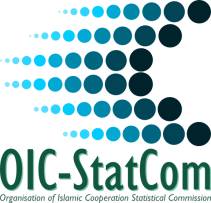 OIC-StatCom
Organisation of Islamic Cooperation Statistical Commission